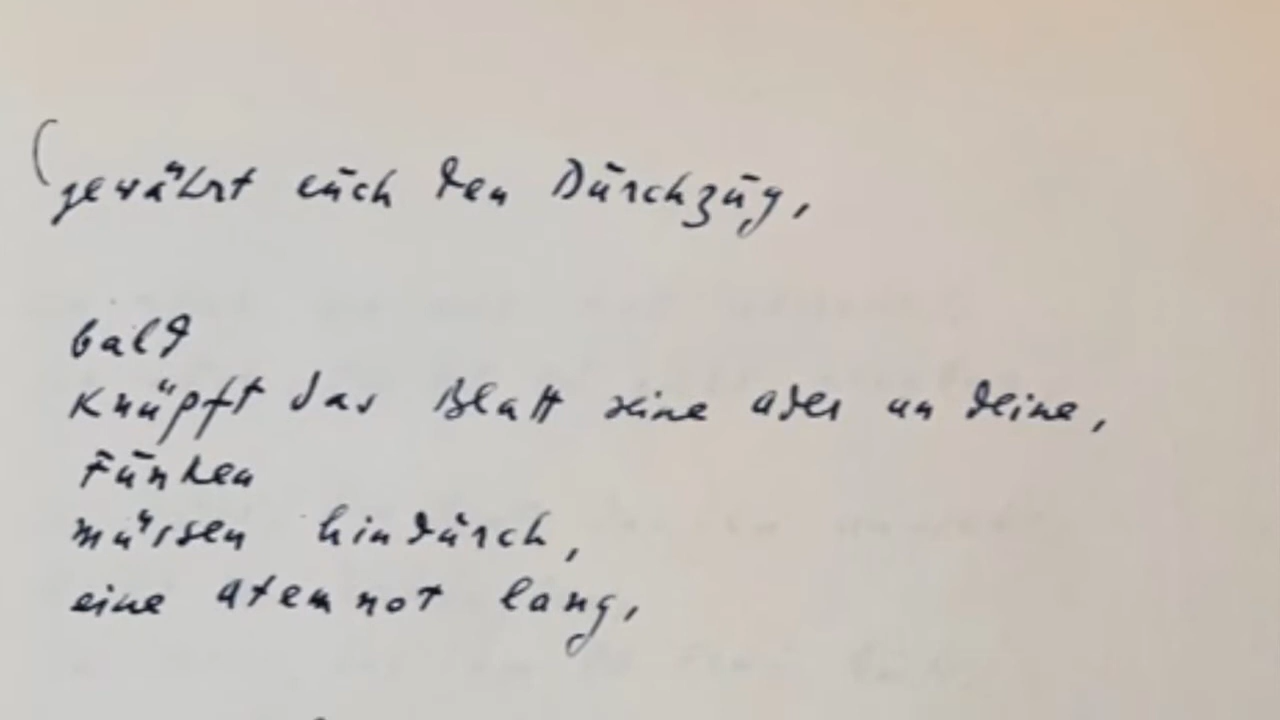 (gewährt euch den Durchzug,
bald
knüpft das Blatt seine Ader an deine,
Funken
müssen hindurch,
eine Atemnot lang,